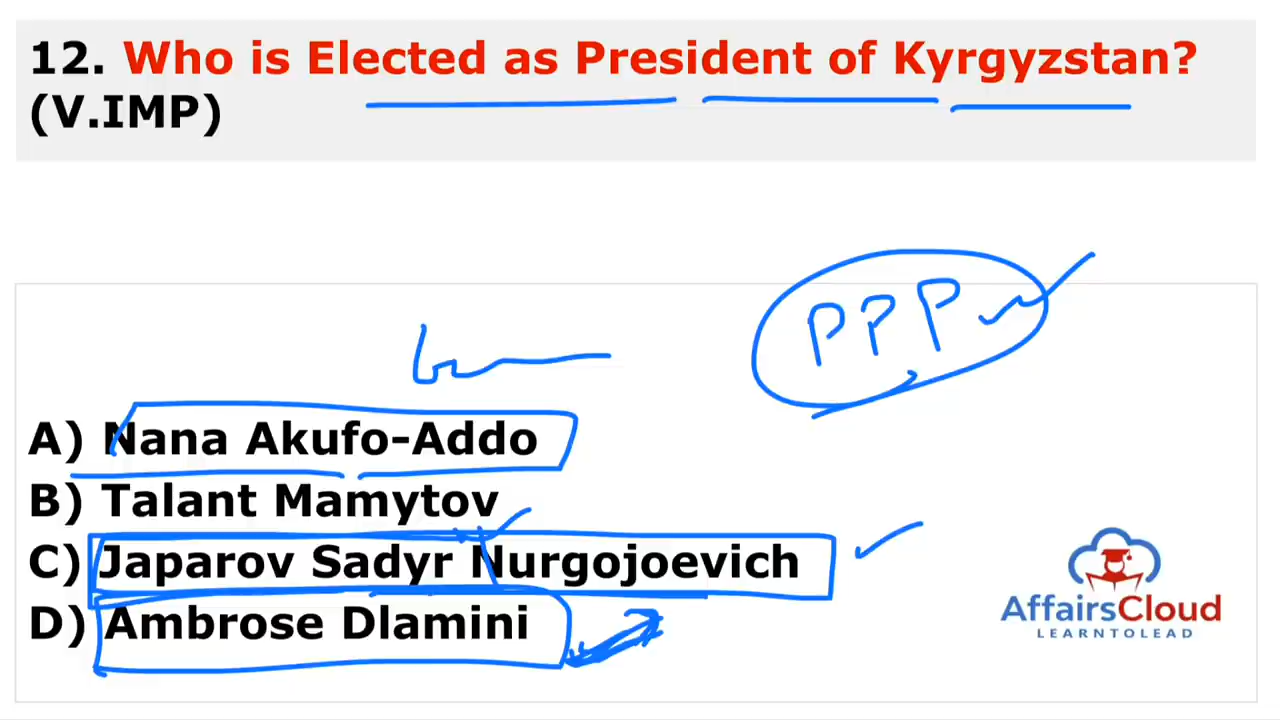 12. Who is Elected as President of Kyrgyzstan?
(V.IMP)
PPP
A) Nana Akufo-Addo
B) Talant Mamytov
C) Japarov Sadyr Nurgojoevich
D) Ambrose Dlamini
AffairsCloud
LEARNTOLEAD